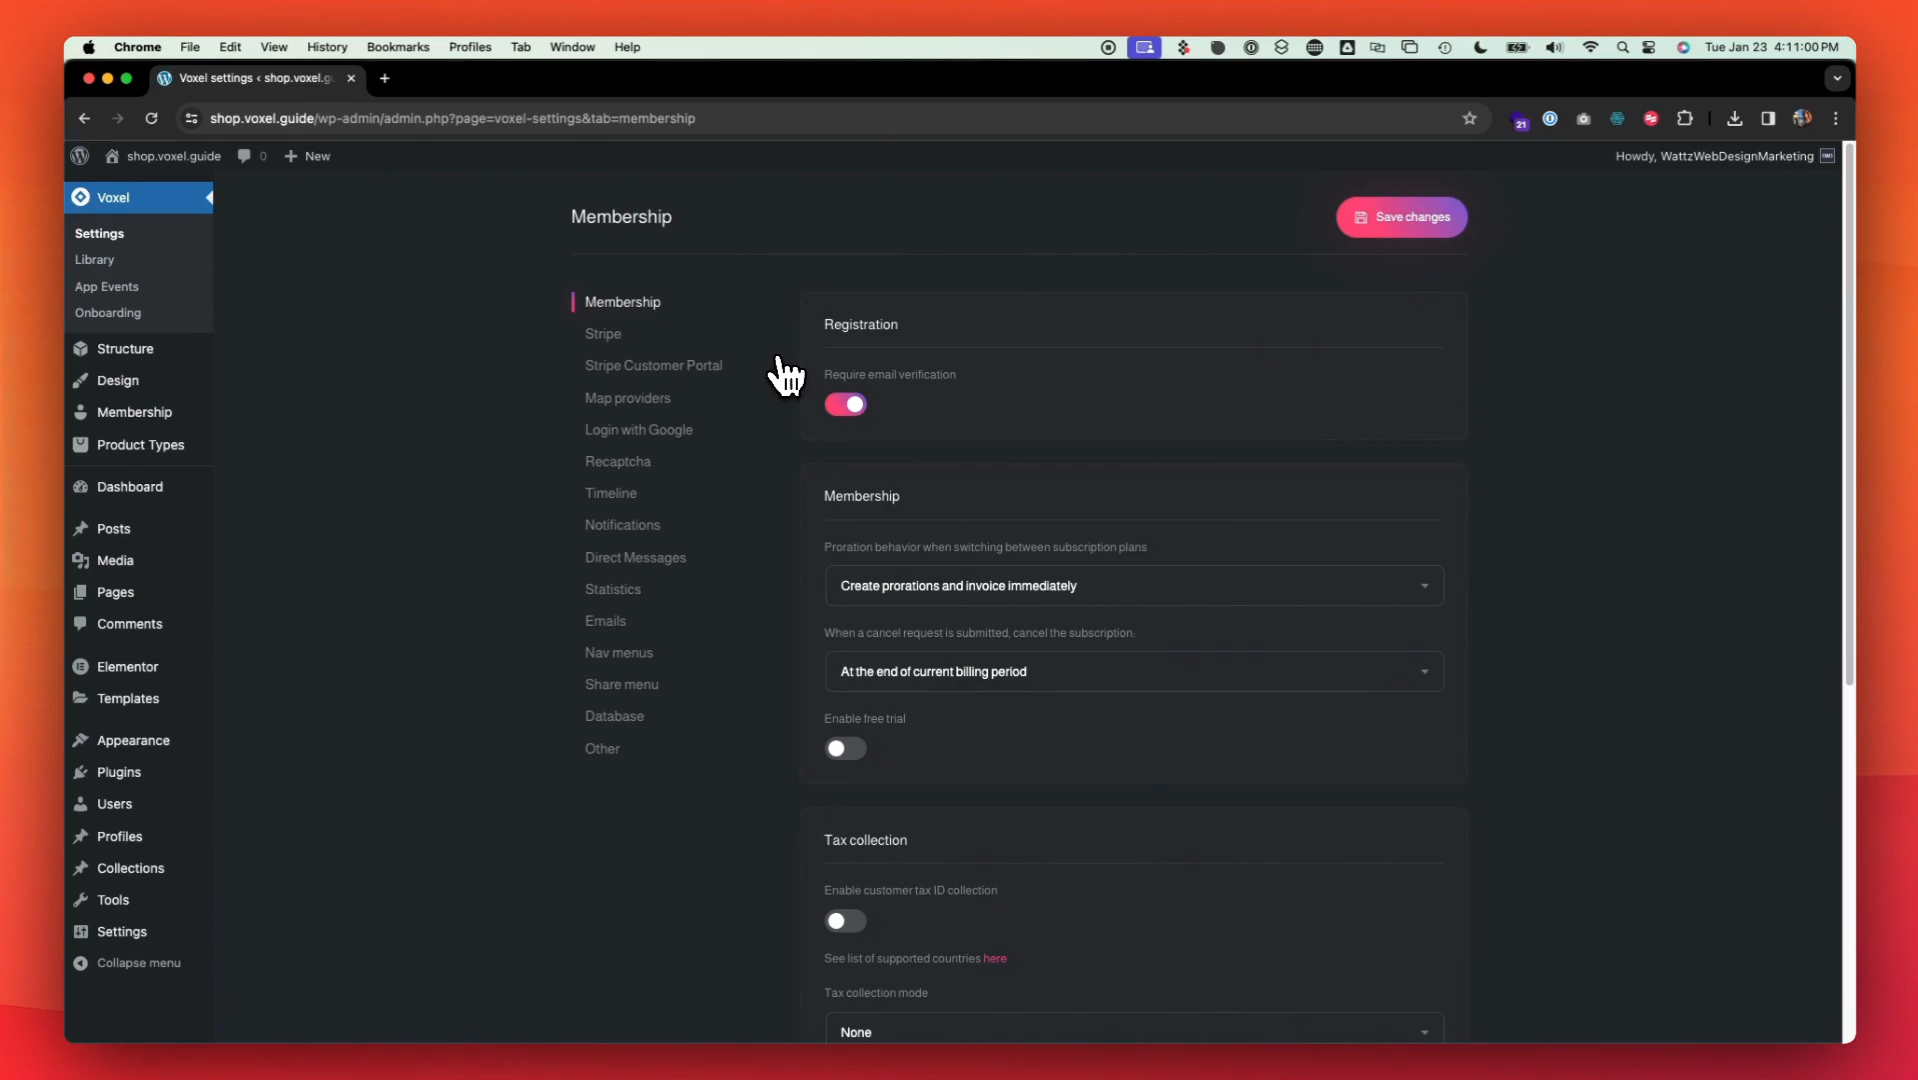 Chrome File Edit View History Bookmarks Profiles Tab Window Help Tue Jan 23 4:11:00 PM
Voxel settings ‹ shop.voxel.g
shop.voxel.guide/wp-admin/admin.php?page=voxel-settings&tab=membership
21
shop.voxel.guide 0 New Howdy, WattzWebDesignMarketing
Voxel
Settings
Library
App Events
Onboarding
Structure
Design
Membership
Product Types
Dashboard
Posts
Media
Pages
Comments
Elementor
Templates
Appearance
Plugins
Users
Profiles
Collections
Tools
Settings
Collapse menu
Membership
Save changes
Membership
Stripe
Stripe Customer Portal
Map providers
Login with Google
Recaptcha
Timeline
Notifications
Direct Messages
Statistics
Emails
Nav menus
Share menu
Database
Other
Registration
Require email verification
Membership
Proration behavior when switching between subscription plans
Create prorations and invoice immediately
When a cancel request is submitted, cancel the subscription:
At the end of current billing period
Enable free trial
Tax collection
Enable customer tax ID collection
See list of supported countries here
Tax collection mode
None